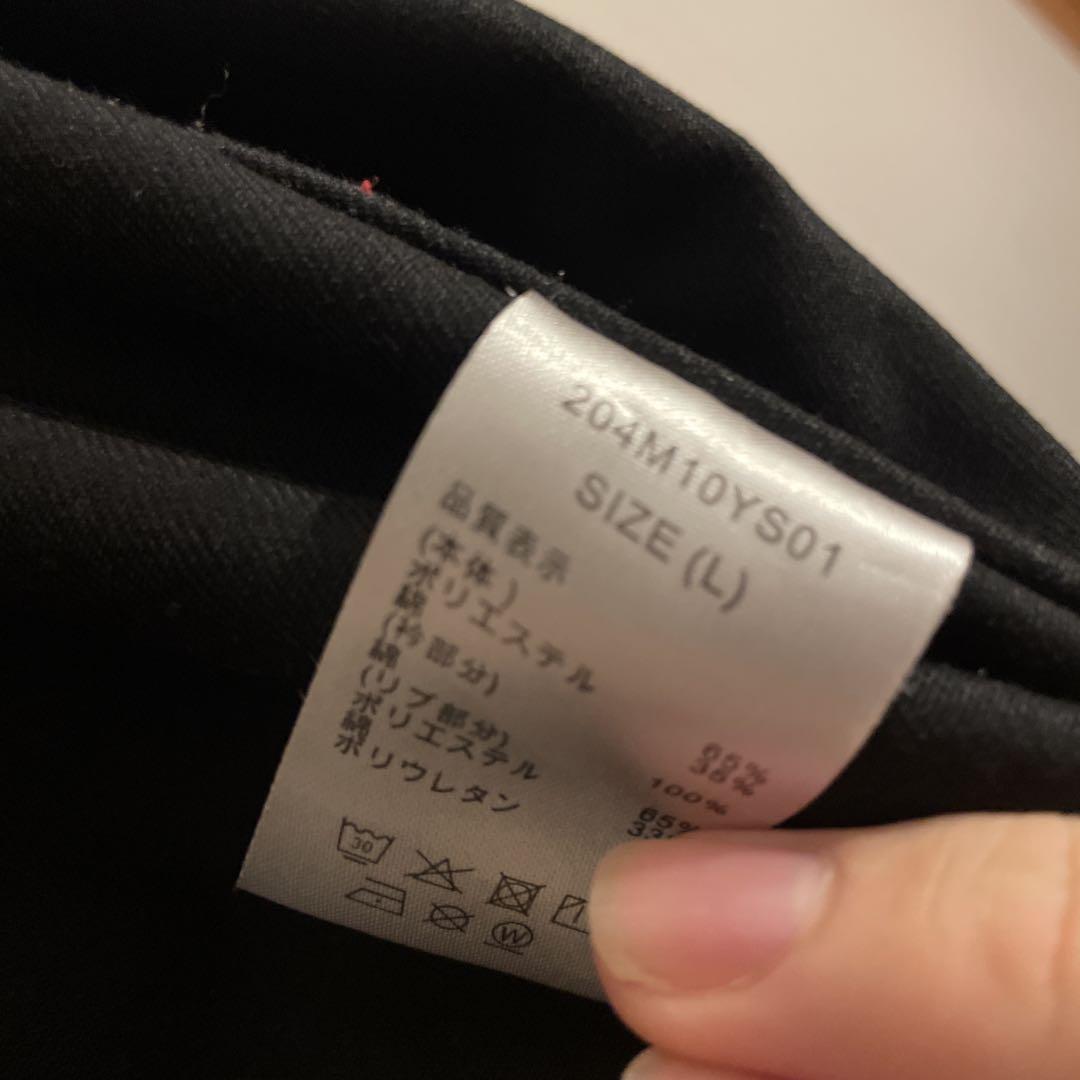 204M10YS01
SIZE (L)
品質表示
(本体)
ポリエステル 65%
綿
(衿部分)
綿 100%
(リブ部分)
ポリエステル 65%
綿
ポリウレタン
30
W